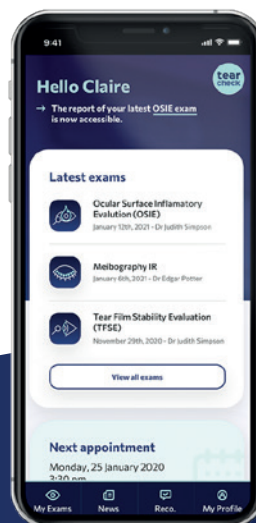 9:41
tear
check
Hello Claire
→ The report of your latest OSIE exam
is now accessible.
Latest exams
Ocular Surface Inflamatory
Evalution (OSIE)
January 12th, 2021 - Dr Judith Simpson
Meibography IR
January 6th, 2021 - Dr Edgar Pother
Tear Film Stability Evaluation
(TFSE)
November 29th, 2020 - Dr Judith Simpson
View all exams
Next appointment
Monday, 25 January 2020
3:30 pm
My Exams
News
Reco.
My Profile